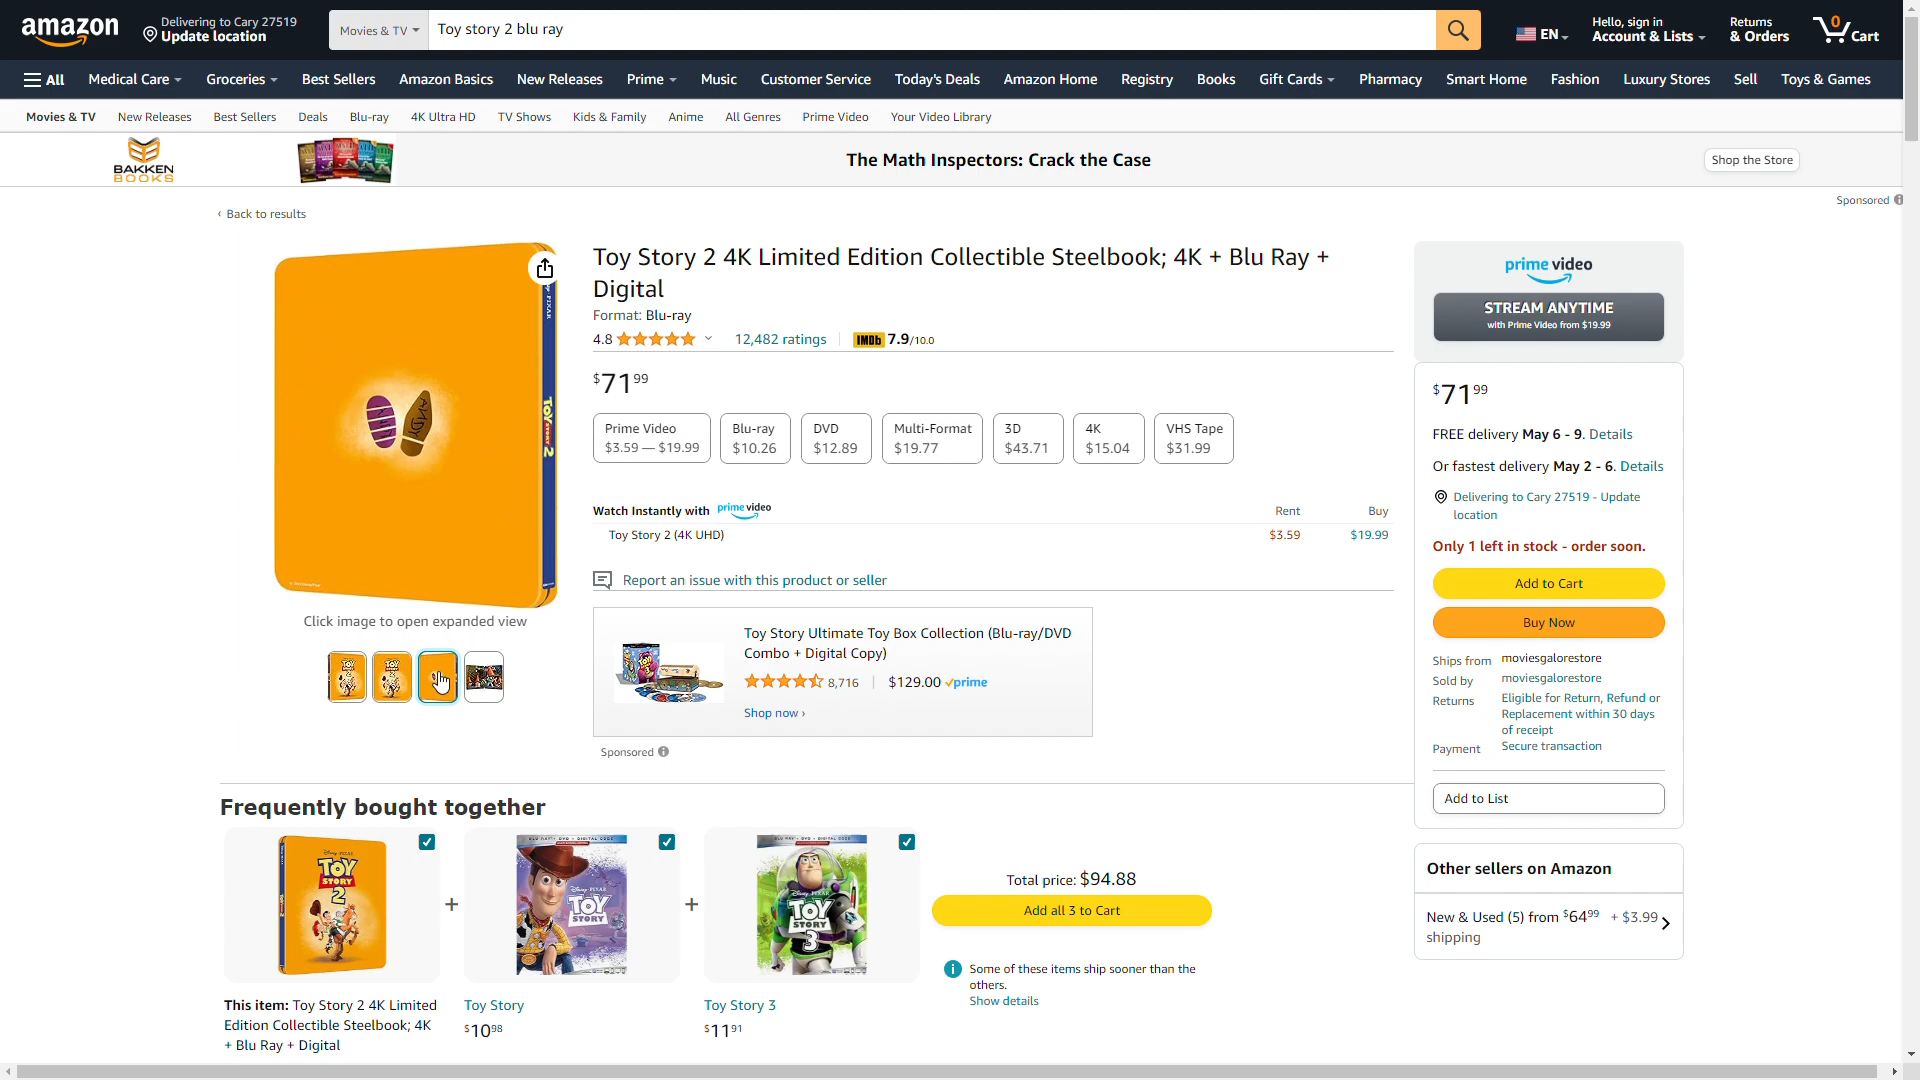 amazon
Delivering to Cary 27519
Update location
Movies & TV
Toy story 2 blu ray
EN
Hello, sign in
Account & Lists
Returns
& Orders
0
Cart
All
Medical Care
Groceries
Best Sellers
Amazon Basics
New Releases
Prime
Music
Customer Service
Today's Deals
Amazon Home
Registry
Books
Gift Cards
Pharmacy
Smart Home
Fashion
Luxury Stores
Sell
Toys & Games
Movies & TV
New Releases
Best Sellers
Deals
Blu-ray
4K Ultra HD
TV Shows
Kids & Family
Anime
All Genres
Prime Video
Your Video Library
BAKKEN
BOOKS
The Math Inspectors: Crack the Case
Shop the Store
Sponsored
‹ Back to results
ANDY
TOY STORY 2
Click image to open expanded view
Toy Story 2 4K Limited Edition Collectible Steelbook; 4K + Blu Ray +
Digital
Format: Blu-ray
4.8
12,482 ratings
IMDb 7.9/10.0
$71 99
Prime Video
$3.59 — $19.99
Blu-ray
$10.26
DVD
$12.89
Multi-Format
$19.77
3D
$43.71
4K
$15.04
VHS Tape
$31.99
Watch Instantly with prime video
Rent
Buy
Toy Story 2 (4K UHD)
$3.59
$19.99
Report an issue with this product or seller
Toy Story Ultimate Toy Box Collection (Blu-ray/DVD
Combo + Digital Copy)
8,716
$129.00 prime
Shop now ›
Sponsored
prime video
STREAM ANYTIME
with Prime Video from $19.99
$71 99
FREE delivery May 6 - 9. Details
Or fastest delivery May 2 - 6. Details
Delivering to Cary 27519 - Update
location
Only 1 left in stock - order soon.
Add to Cart
Buy Now
Ships from moviesgalorestore
Sold by moviesgalorestore
Returns Eligible for Return, Refund or
Replacement within 30 days
of receipt
Payment Secure transaction
Add to List
Other sellers on Amazon
New & Used (5) from $64 99 + $3.99
shipping
Frequently bought together
TOY
STORY
2
+
Disney PIXAR
TOY
STORY
+
TOY
STORY
3
Total price: $94.88
Add all 3 to Cart
Some of these items ship sooner than the
others.
Show details
This item: Toy Story 2 4K Limited
Edition Collectible Steelbook; 4K
+ Blu Ray + Digital
Toy Story
$10 98
Toy Story 3
$11 91